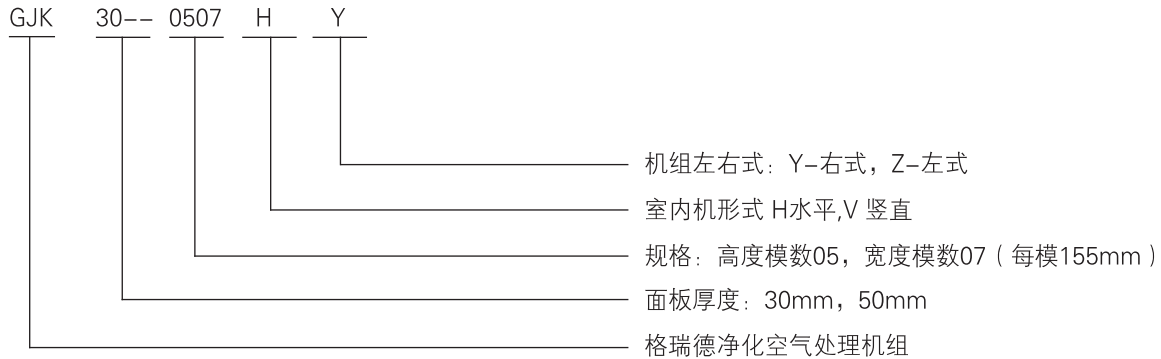 GJK 30-- 0507 H Y
机组左右式：Y-右式，Z-左式
室内机形式 H水平,V 竖直
规格：高度模数05，宽度模数07（每模155mm）
面板厚度：30mm，50mm
格瑞德净化空气处理机组